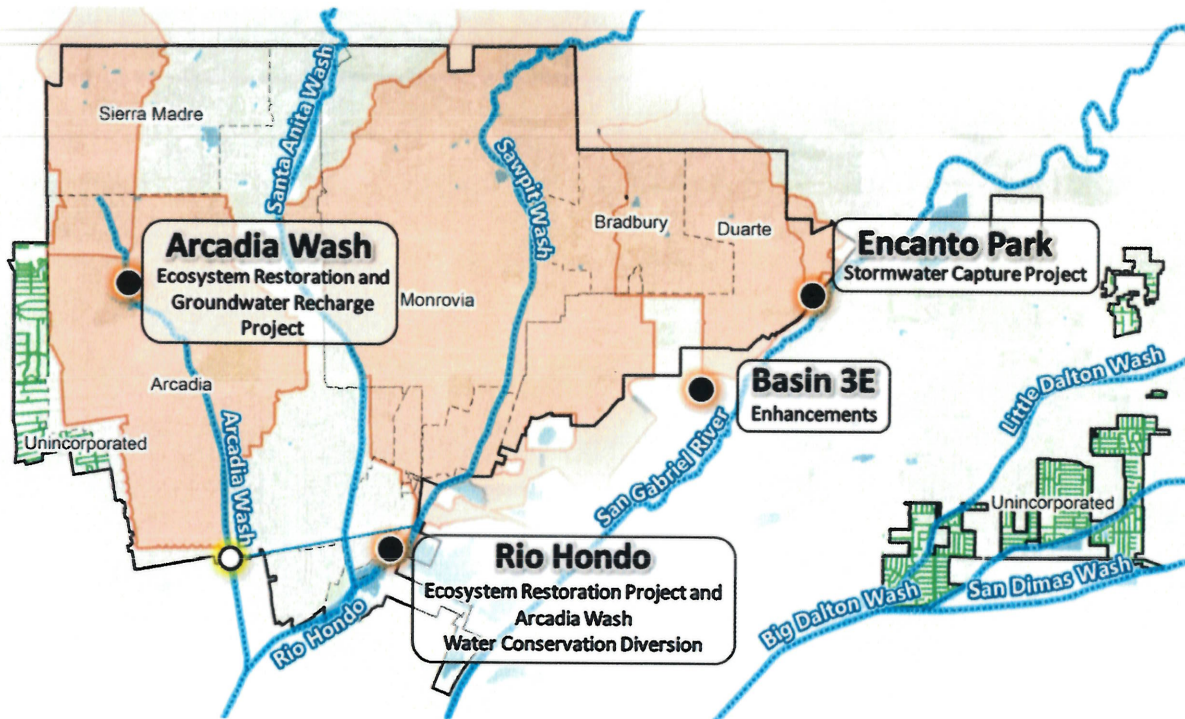 Sierra Madre
Santa Anita Wash
Sawpit Wash
Bradbury
Duarte
Arcadia Wash
Ecosystem Restoration and
Groundwater Recharge
Project
Encanto Park
Stormwater Capture Project
Monrovia
Arcadia
Basin 3E
Enhancements
Little Dalton Wash
Unincorporated
Arcadia Wash
San Gabriel River
Unincorporated
Rio Hondo
Ecosystem Restoration Project and
Arcadia Wash
Water Conservation Diversion
Rio Hondo
Big Dalton Wash
San Dimas Wash